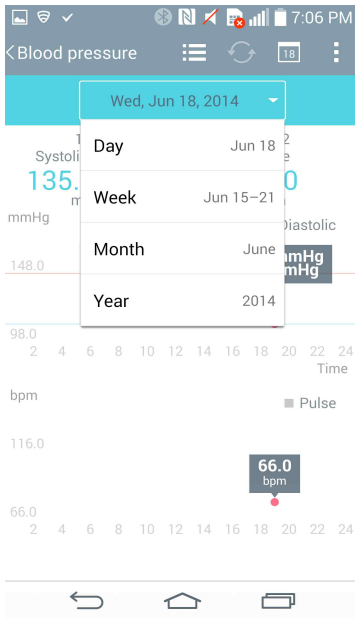 7:06 PM
Blood pressure 18
Wed, Jun 18, 2014
Day Jun 18
Week Jun 15–21
Month June
Year 2014
135.
mmHg
mmHg
mHg
148.0
98.0
2 4 6 8 10 12 14 16 18 20 22 24
Time
bpm
Pulse
116.0
66.0
bpm
66.0
2 4 6 8 10 12 14 16 18 20 22 24